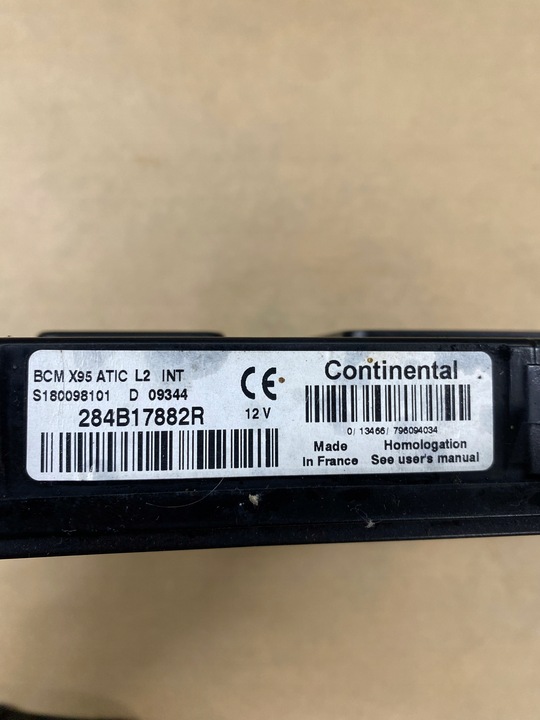 BCM X95 ATIC L2 INT
S180098101 D 09344
284B17882R
CE
12 V
Continental
0/ 13466/ 796094034
Made in France
Homologation
See user's manual